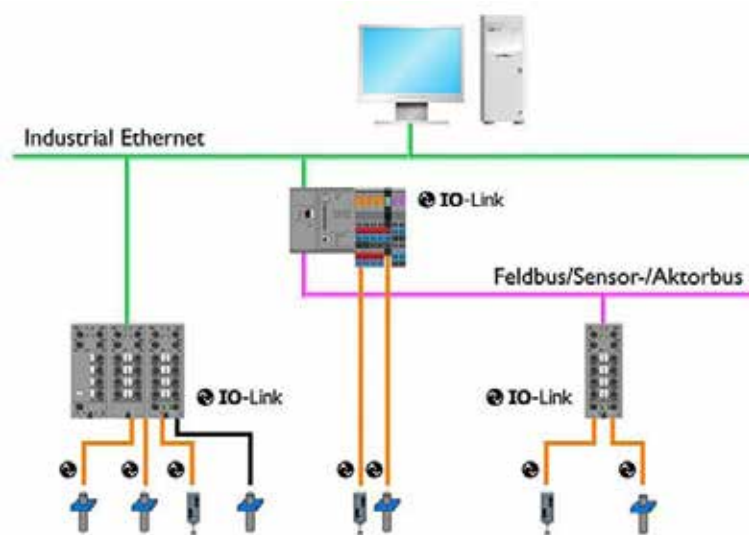 Industrial Ethernet
IO-Link
Feldbus/Sensor-/Aktorbus
IO-Link
IO-Link